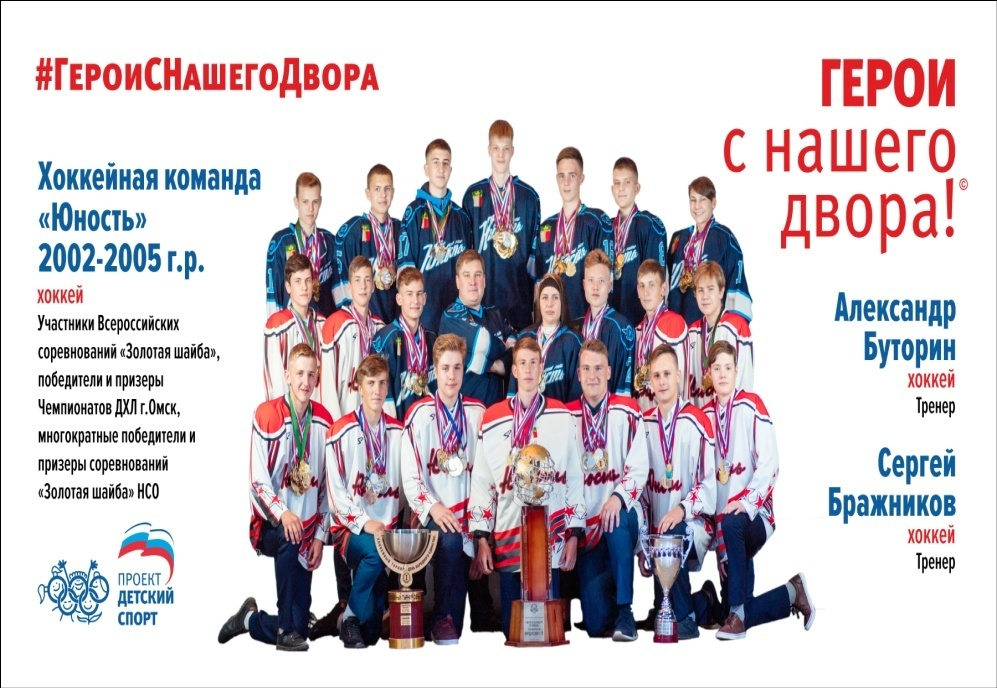 #ГероиСНашегоДвора
Хоккейная команда
«Юность»
2002-2005 г.р.
хоккей
Участники Всероссийских
соревнований «Золотая шайба»,
победители и призеры
Чемпионатов ДХЛ г.Омск,
многократные победители и
призеры соревнований
«Золотая шайба» НСО
ПРОЕКТ
ДЕТСКИЙ
СПОРТ
ГЕРОИ
с нашего
двора!©
Александр
Буторин
хоккей
Тренер
Сергей
Бражников
хоккей
Тренер